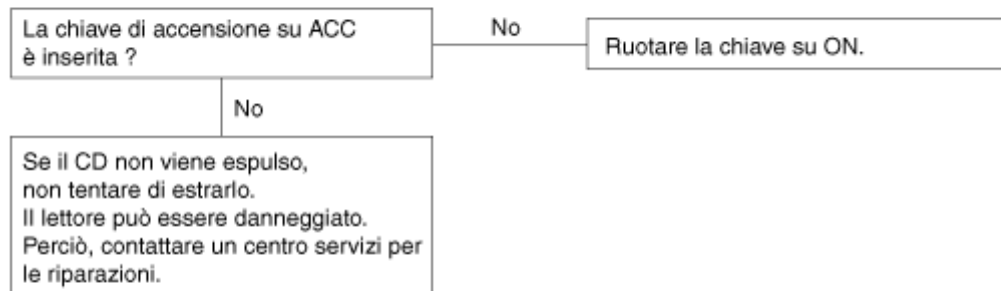 La chiave di accensione su ACC
è inserita ?
No
Ruotare la chiave su ON.
No
Se il CD non viene espulso,
non tentare di estrarlo.
Il lettore può essere danneggiato.
Perciò, contattare un centro servizi per
le riparazioni.